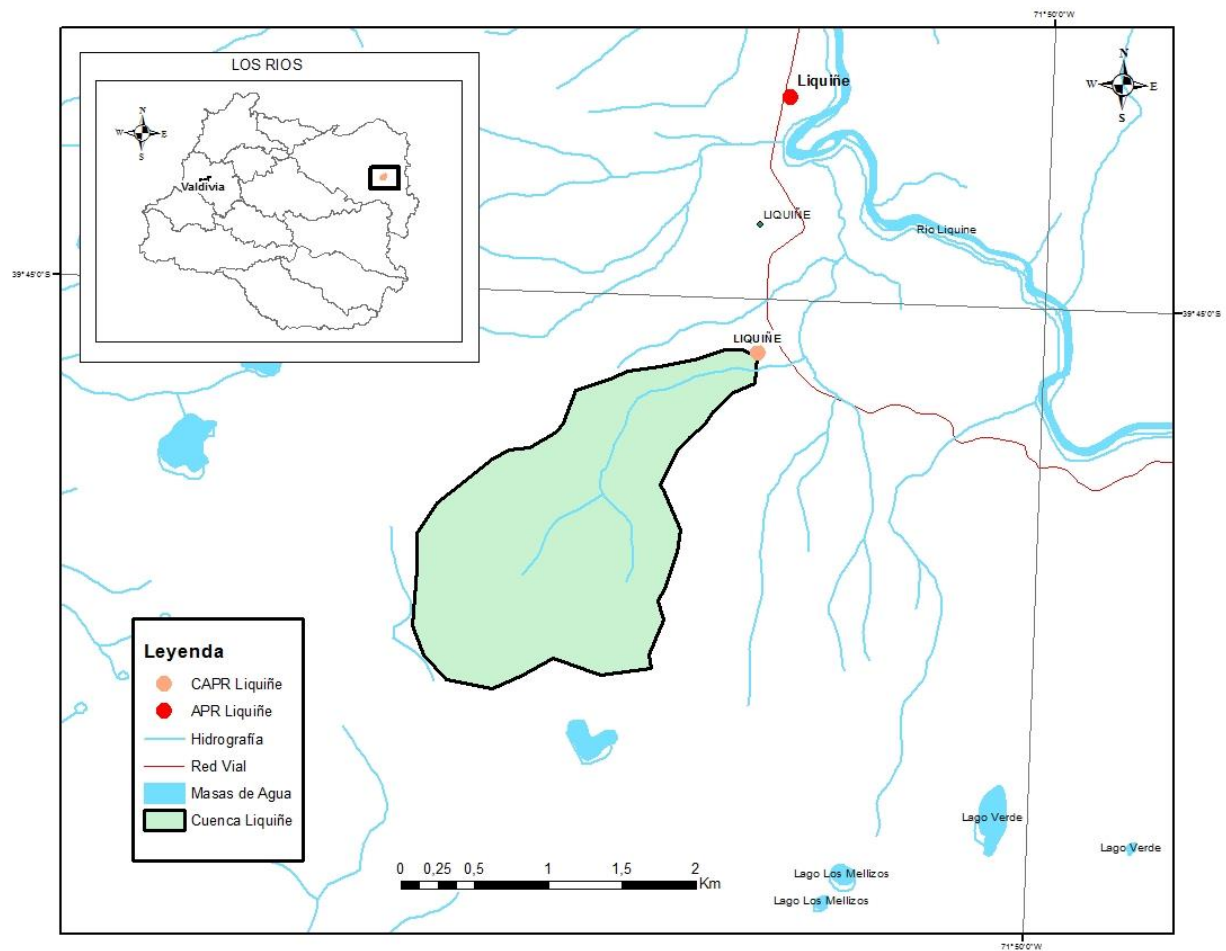 71°50'0"W
LOS RIOS
N
W
E
S
Valdivia
N
W
E
S
Liquiñe
LIQUIÑE
Rio Liquine
39°45'0"S
39°45'0"S
LIQUIÑE
Leyenda
CAPR Liquiñe
APR Liquiñe
Hidrografía
Red Vial
Masas de Agua
Cuenca Liquiñe
Lago Verde
Lago Verde
Lago Los Mellizos
Lago Los Mellizos
0 0,25 0,5 1 1,5 2
Km
71°50'0"W